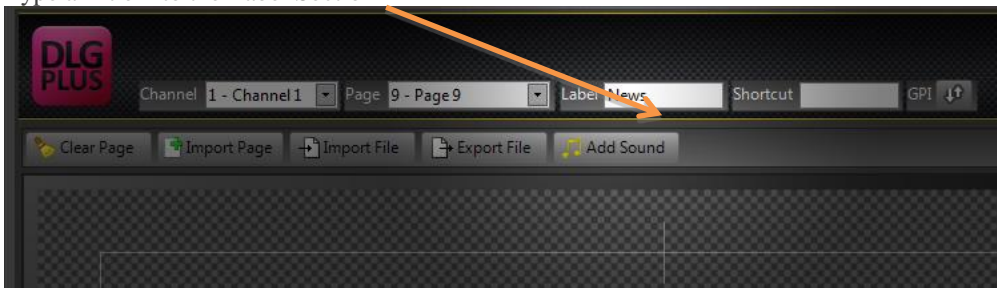 DLG
PLUS
Channel 1 - Channel 1 Page 9 - Page 9 Label News Shortcut GPI
Clear Page Import Page Import File Export File Add Sound